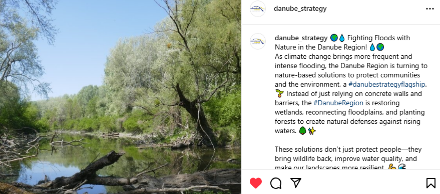 danube_strategy
danube_strategy 🌍💧 Fighting Floods with
Nature in the Danube Region! 💧🌍
As climate change brings more frequent and
intense flooding, the Danube Region is turning to
nature-based solutions to protect communities
and the environment, a #danubestrategyflagship.
🌱 Instead of just relying on concrete walls and
barriers, the #DanubeRegion is restoring
wetlands, reconnecting floodplains, and planting
forests to create natural defenses against rising
waters. 🌳🌾
These solutions don't just protect people—they
bring wildlife back, improve water quality, and
make our landscapes more resilient.